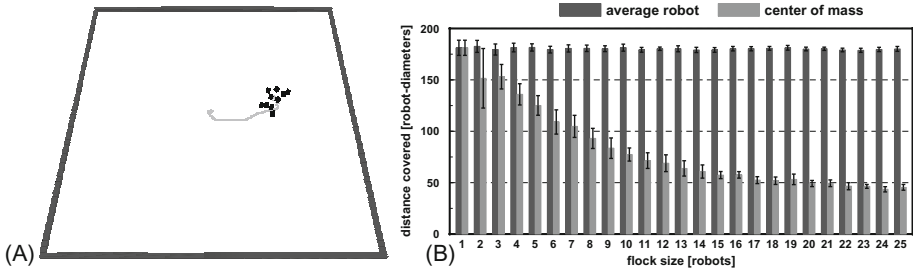 (A)
(B)
average robot
center of mass
distance covered [robot-diameters]
200
150
100
50
0
1 2 3 4 5 6 7 8 9 10 11 12 13 14 15 16 17 18 19 20 21 22 23 24 25
flock size [robots]